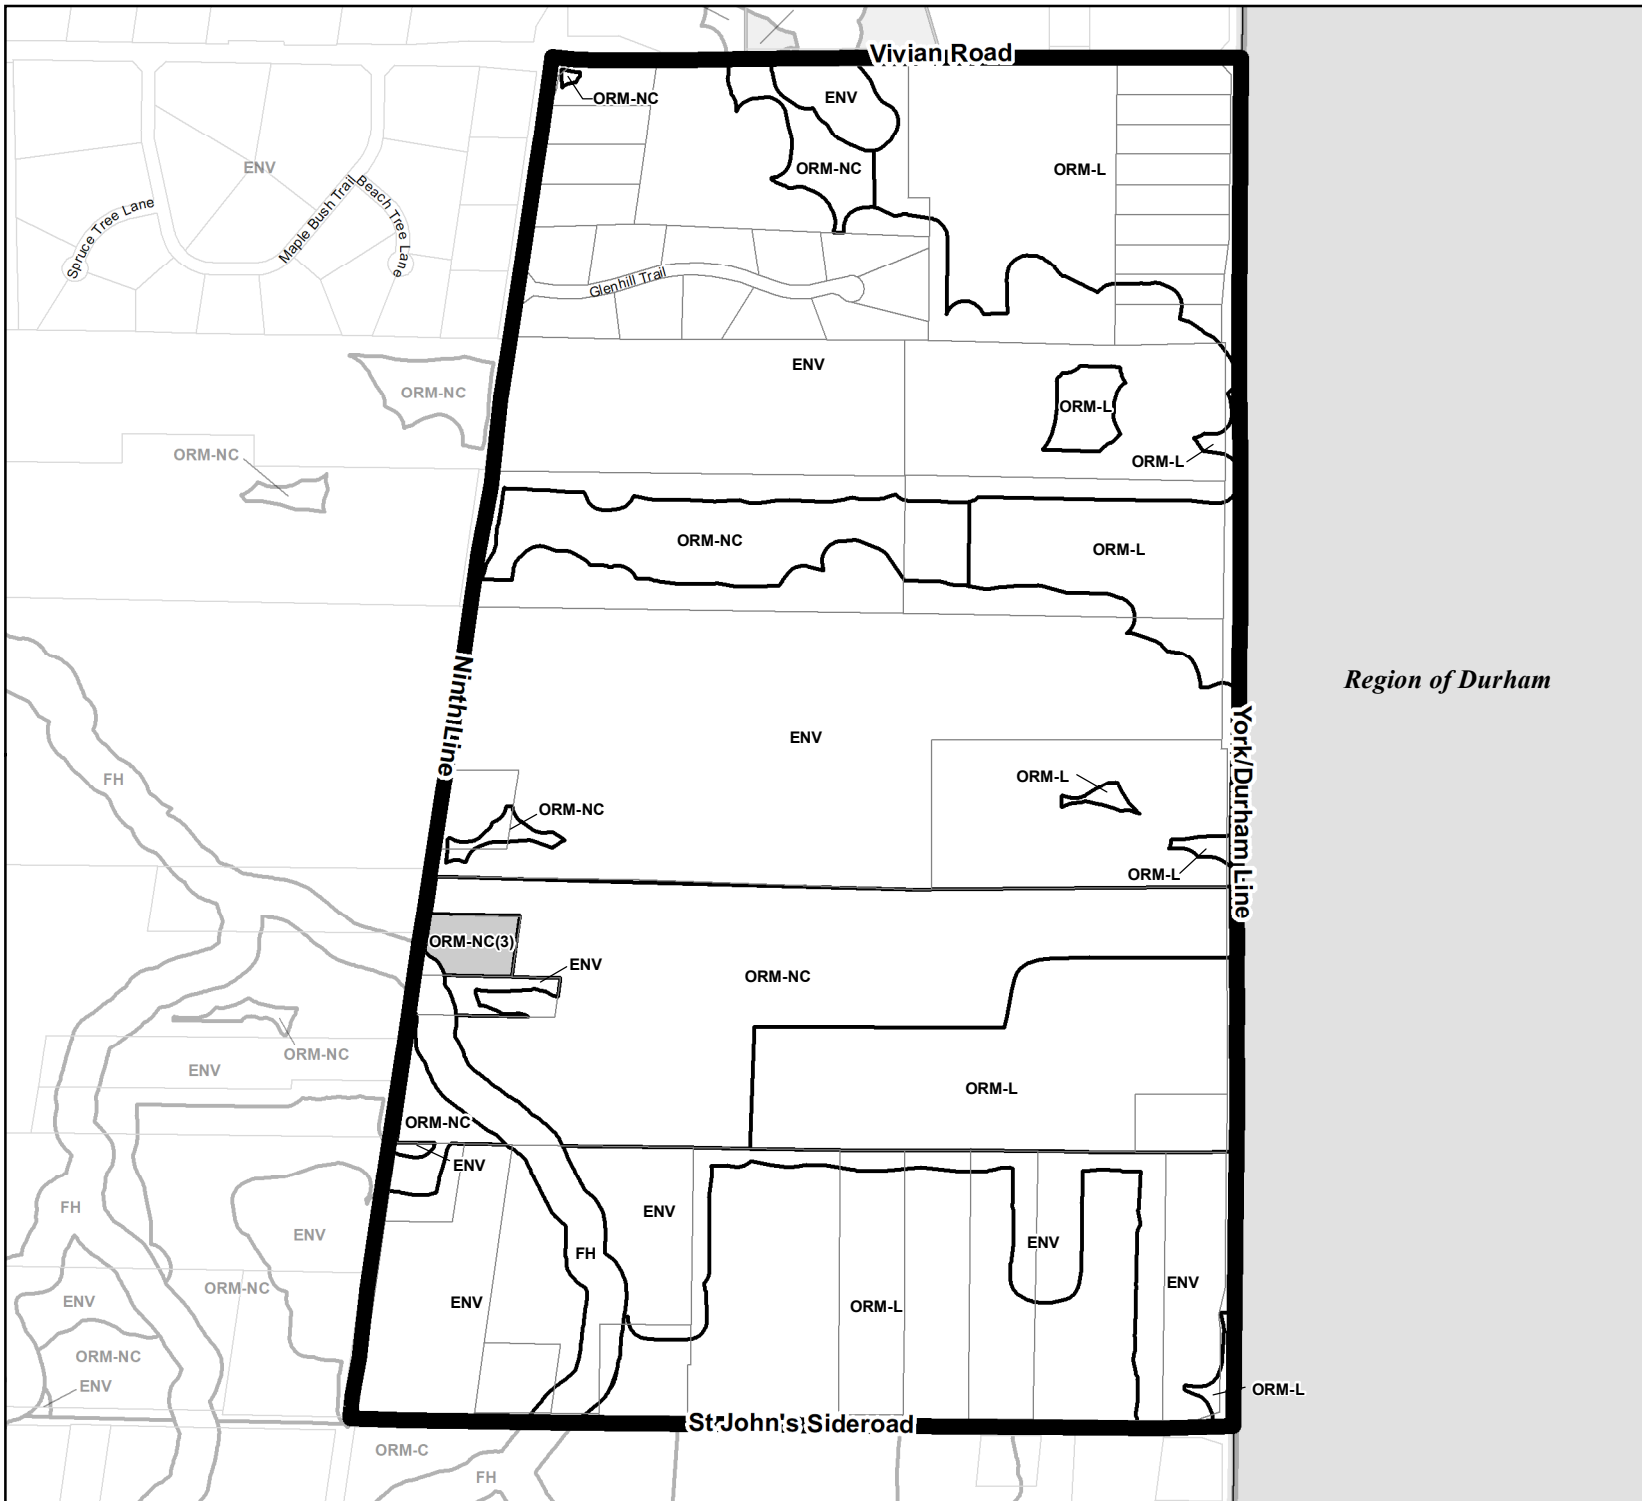 Vivian Road
ORM-NC
ENV
ENV
ORM-NC
ORM-L
Spruce Tree Lane
Maple Bush Trail
Beach Tree Lane
Glenhill Trail
ENV
ORM-NC
ORM-L
ORM-NC
ORM-L
ORM-NC
ORM-L
Region of Durham
Ninth Line
York/Durham Line
ENV
FH
ORM-L
ORM-NC
ORM-L
ORM-NC(3)
ENV
ORM-NC
ORM-NC
ENV
ORM-L
ORM-NC
ENV
FH
ENV
ENV
ENV
FH
ENV
ORM-NC
ENV
ENV
ORM-L
ORM-NC
ENV
ORM-L
St John's Sideroad
ORM-C
FH